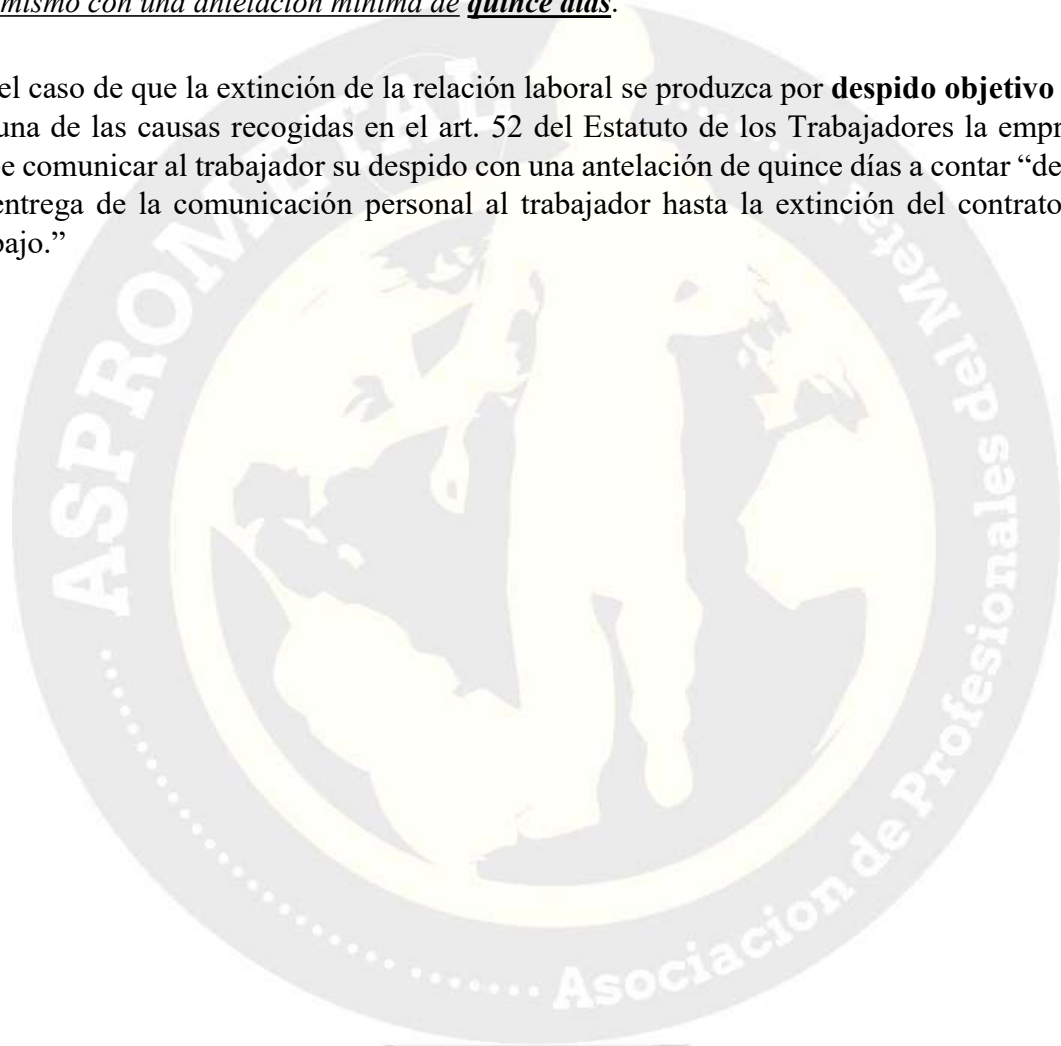 mismo con una antelación mínima de quince días.
el caso de que la extinción de la relación laboral se produzca por despido objetivo
una de las causas recogidas en el art. 52 del Estatuto de los Trabajadores la empr
e comunicar al trabajador su despido con una antelación de quince días a contar “de
entrega de la comunicación personal al trabajador hasta la extinción del contrato
bajo.”
ASPROMETAL
Asociacion de Profesionales del Metal